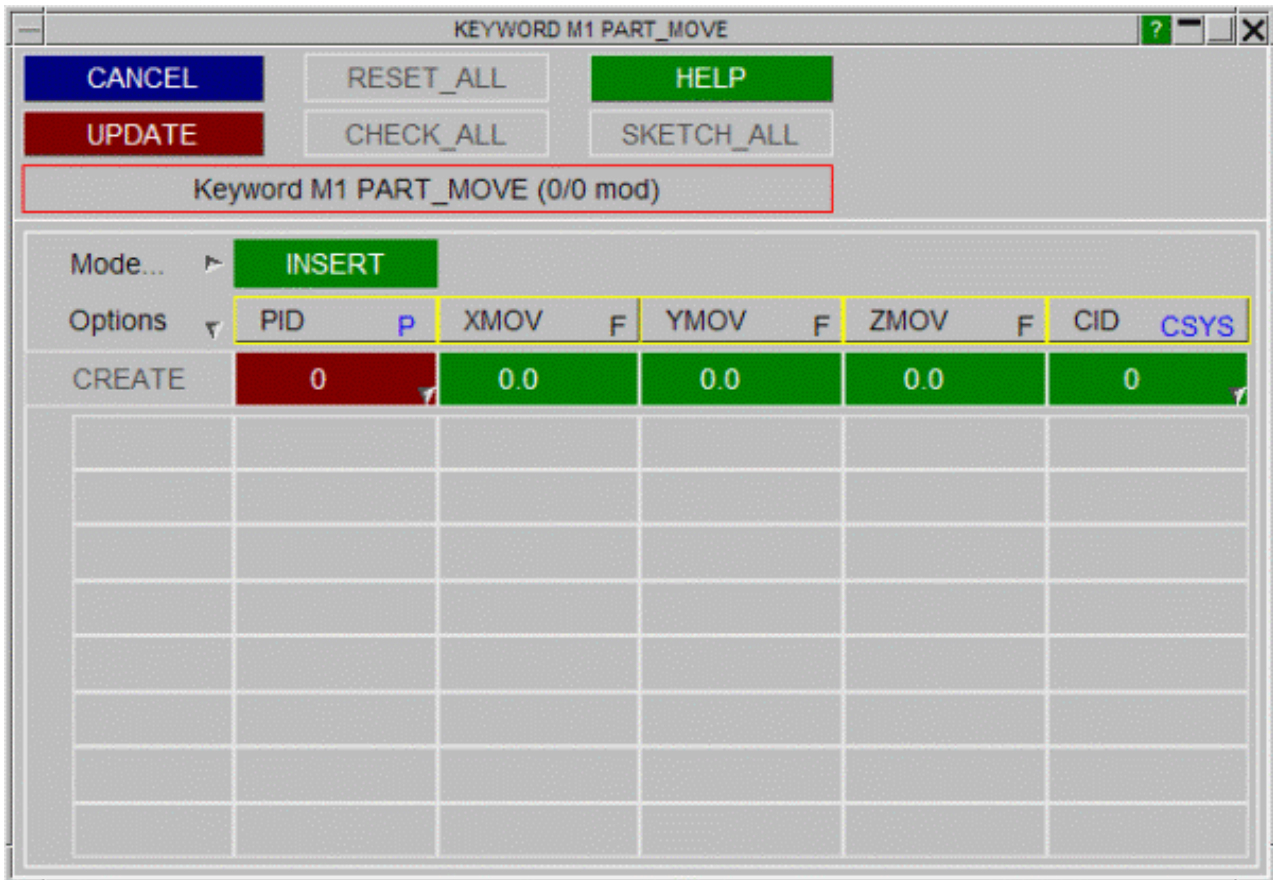 KEYWORD M1 PART_MOVE ?
CANCEL RESET_ALL HELP
UPDATE CHECK_ALL SKETCH_ALL
Keyword M1 PART_MOVE (0/0 mod)
Mode... INSERT
Options PID P XMOV F YMOV F ZMOV F CID CSYS
CREATE 0 0.0 0.0 0.0 0